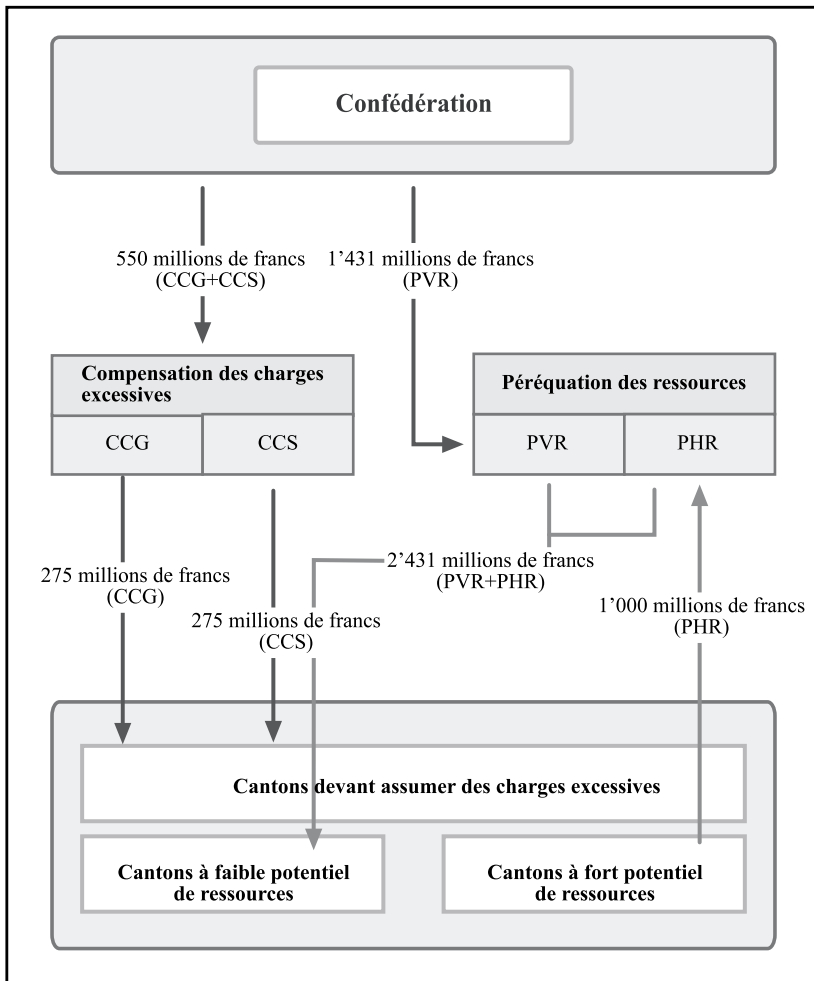 Confédération
550 millions de francs
(CCG+CCS)
1’431 millions de francs
(PVR)
Compensation des charges
excessives
CCG
CCS
Péréquation des ressources
PVR
PHR
275 millions de francs
(CCG)
275 millions de francs
(CCS)
2’431 millions de francs
(PVR+PHR)
1’000 millions de francs
(PHR)
Cantons devant assumer des charges excessives
Cantons à faible potentiel
de ressources
Cantons à fort potentiel
de ressources